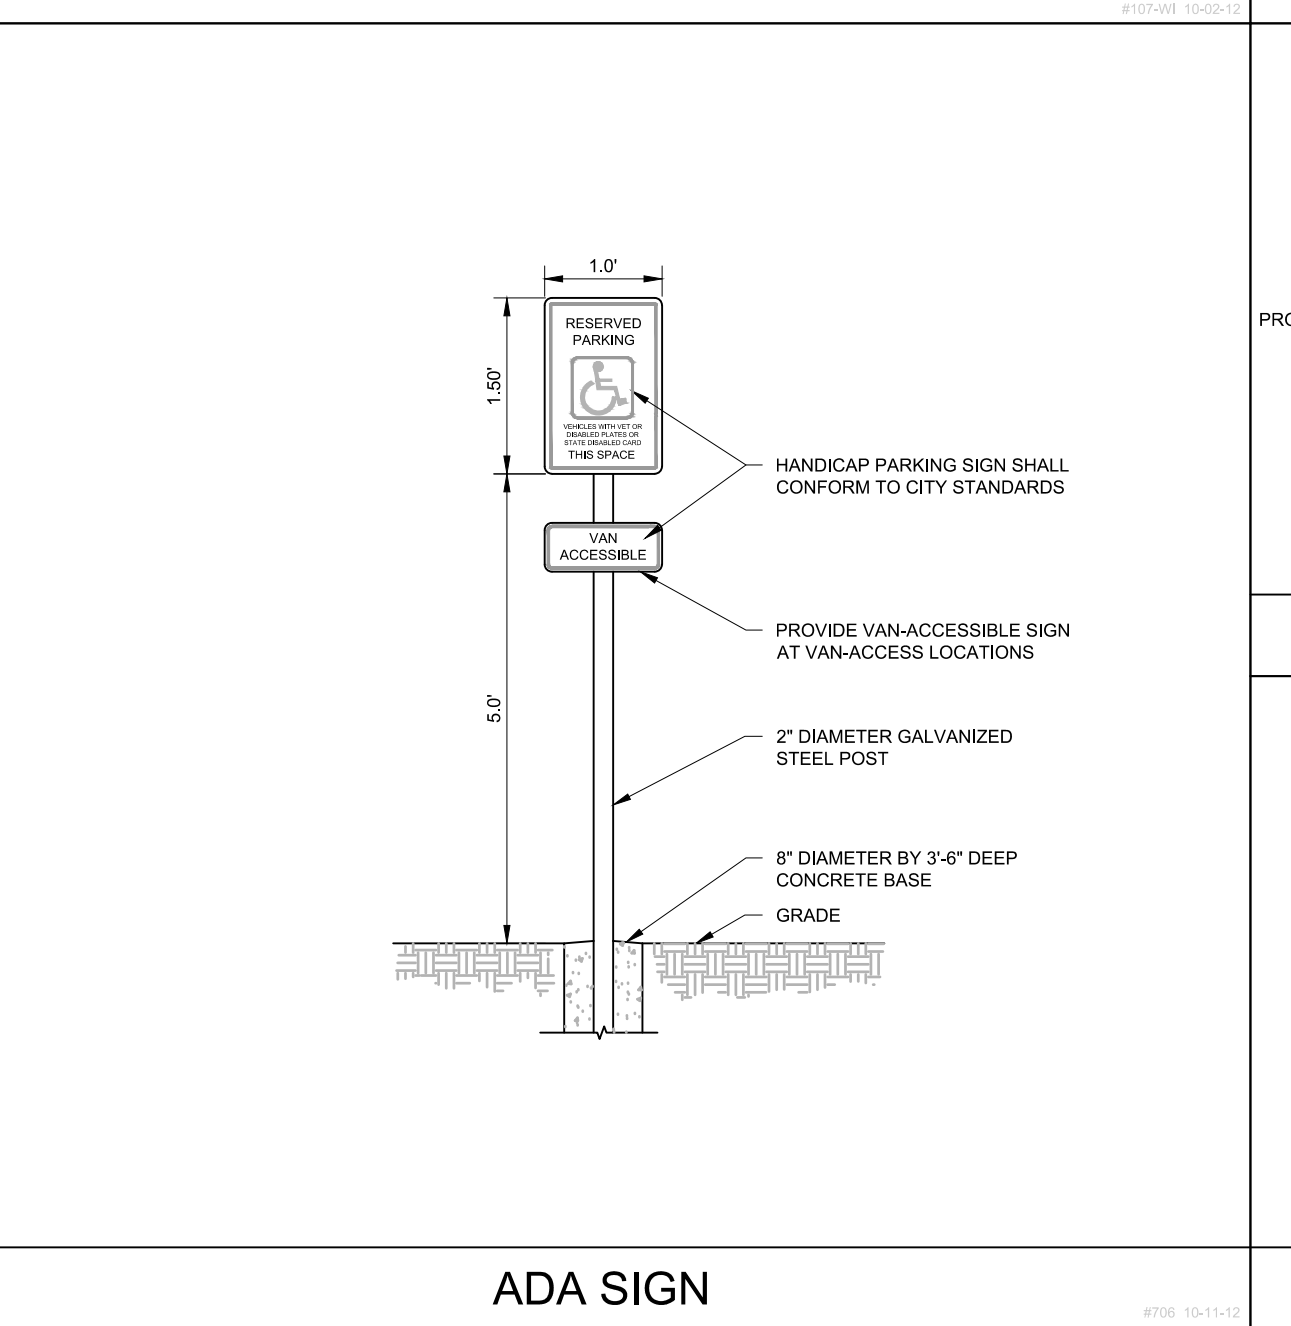 #107-WI 10-02-12
1.0'
RESERVED
PARKING
1.50'
VEHICLES WITH VET OR
DISABLED PLATES OR
STATE DISABLED CARD
THIS SPACE
HANDICAP PARKING SIGN SHALL
CONFORM TO CITY STANDARDS
VAN
ACCESSIBLE
PROVIDE VAN-ACCESSIBLE SIGN
AT VAN-ACCESS LOCATIONS
5.0'
2" DIAMETER GALVANIZED
STEEL POST
8" DIAMETER BY 3'-6" DEEP
CONCRETE BASE
GRADE
ADA SIGN
#706 10-11-12